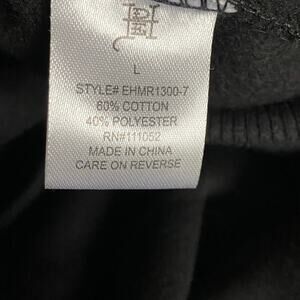 L
STYLE# EHMR1300-7
60% COTTON
40% POLYESTER
RN#111052
MADE IN CHINA
CARE ON REVERSE